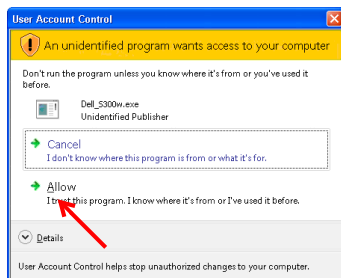 User Account Control
An unidentified program wants access to your computer
Don't run the program unless you know where it's from or you've used it
before.
Dell_S300w.exe
Unidentified Publisher
Cancel
I don't know where this program is from or what it's for.
Allow
I trust this program. I know where it's from or I've used it before.
Details
User Account Control helps stop unauthorized changes to your computer.